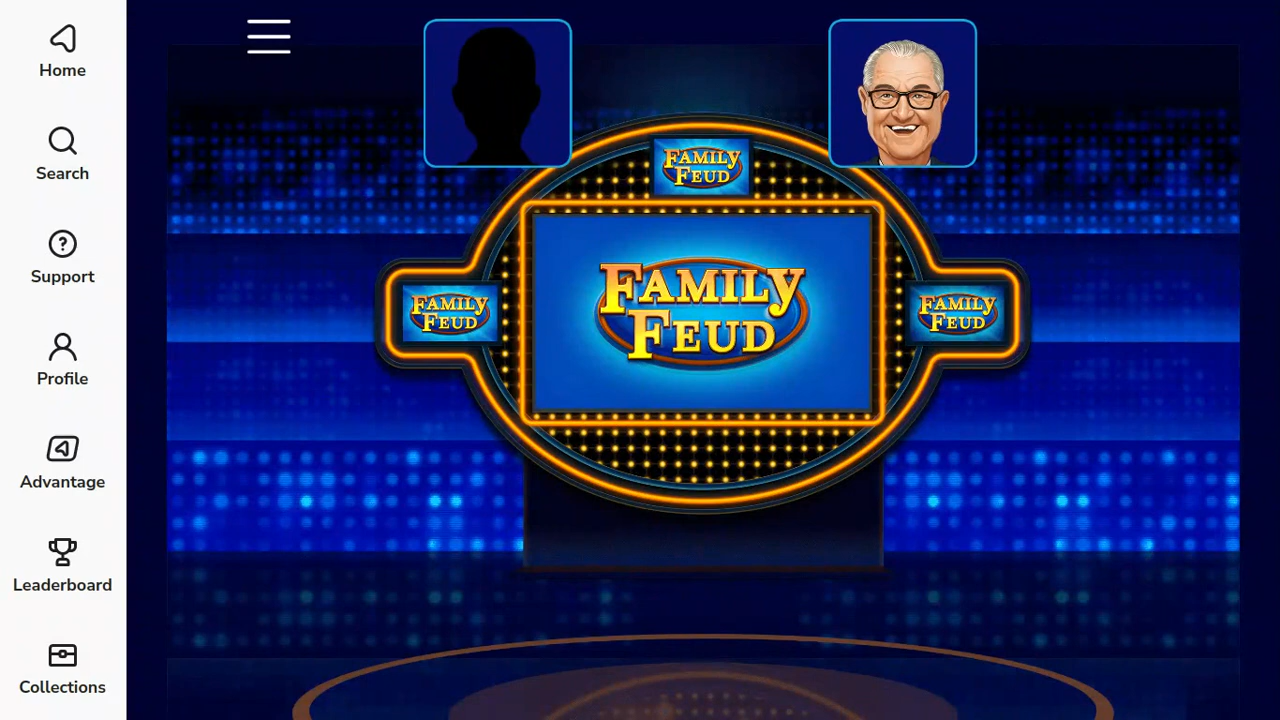 Home
Search
Support
Profile
Advantage
Leaderboard
Collections
FAMILY
FEUD
FAMILY
FEUD
FAMILY
FEUD
FAMILY
FEUD